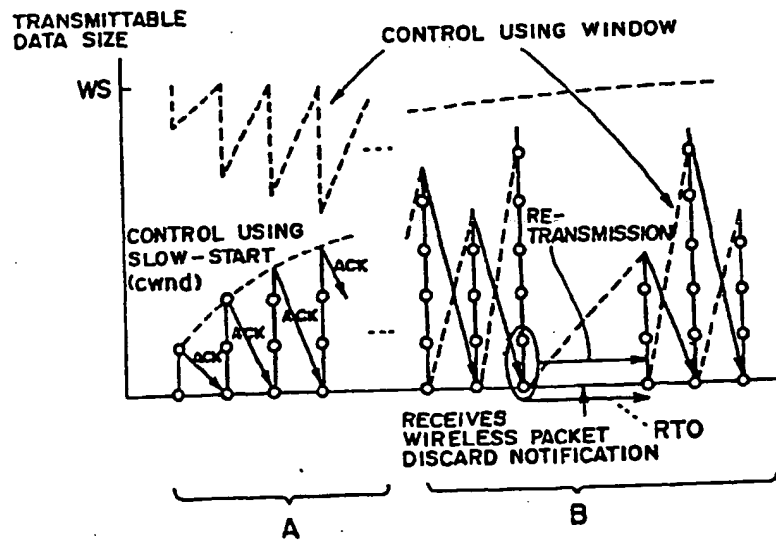 TRANSMITTABLE
DATA SIZE
CONTROL USING WINDOW
WS
CONTROL USING
SLOW-START
(cwnd)
ACK
ACK
ACK
ACK
RE-
TRANSMISSION
RECEIVES
WIRELESS PACKET
DISCARD NOTIFICATION
RTO
A
B